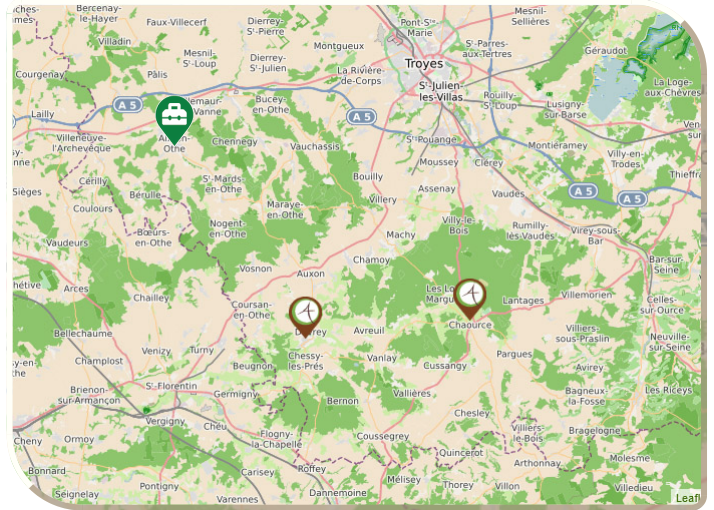 Bercenay-
le-Hayer
Faux-Villecerf
Dierrey-
St-Pierre
Pont-Ste-
Marie
Mesnil-
Sellières
Villadin
Mesnil-
St-Loup
Dierrey-
St-Julien
Montgueux
Troyes
St-Parres-
aux-Tertres
Géraudot
Courgenay
Pâlis
La Rivière-
de-Corps
St-Julien-
les-Villas
La Loge-
aux-Chèvres
A 5
Bucey-
en-Othe
Rouilly-
St-Loup
Lusigny-
sur-Barse
Lailly
A 5
Villeneuve-
l'Archevêque
Othe
Chennegy
Vauchassis
St-Pouange
Montiéramey
Moussey
Clérey
Villy-en-
Trodes
Cérilly
Sièges
Bérulle
St-Mards-
en-Othe
Bouilly
Assenay
Vaudes
A 5
A 5
Coulours
Maraye-
en-Othe
Villery
Bœurs-
en-Othe
Nogent-
en-Othe
Machy
Villy-le-
Bois
Rumilly-
lès-Vaudes
Virey-sous-
Bar
Vaudeurs
Vosnon
Auxon
Chamoy
Bar-sur-
Seine
Arces
Chailley
Coursan-
en-Othe
Lantages
Villemorien
Celles-
sur-Ource
Bellechaume
Avreuil
Chaource
Villiers-
sous-Praslin
Neuville-
sur-Seine
Champlost
Venizy
Turny
Beugnon
Chessy-
les-Prés
Vanlay
Cussangy
Pargues
Avirey
Brienon-
sur-Armançon
St-Florentin
Germigny
Bernon
Vallières
Bagneux-
la-Fosse
Les Riceys
Vergigny
Chéu
Chesley
Cheny
Ormoy
Flogny-
la-Chapelle
Coussegrey
Villiers-
le-Bois
Bragelogne
Quincerot
Bonnard
Carisey
Roffey
Arthonnay
Molesme
Seignelay
Pontigny
Varennes
Dannemoine
Mélisey
Thorey
Villon
Villedieu
Leafl